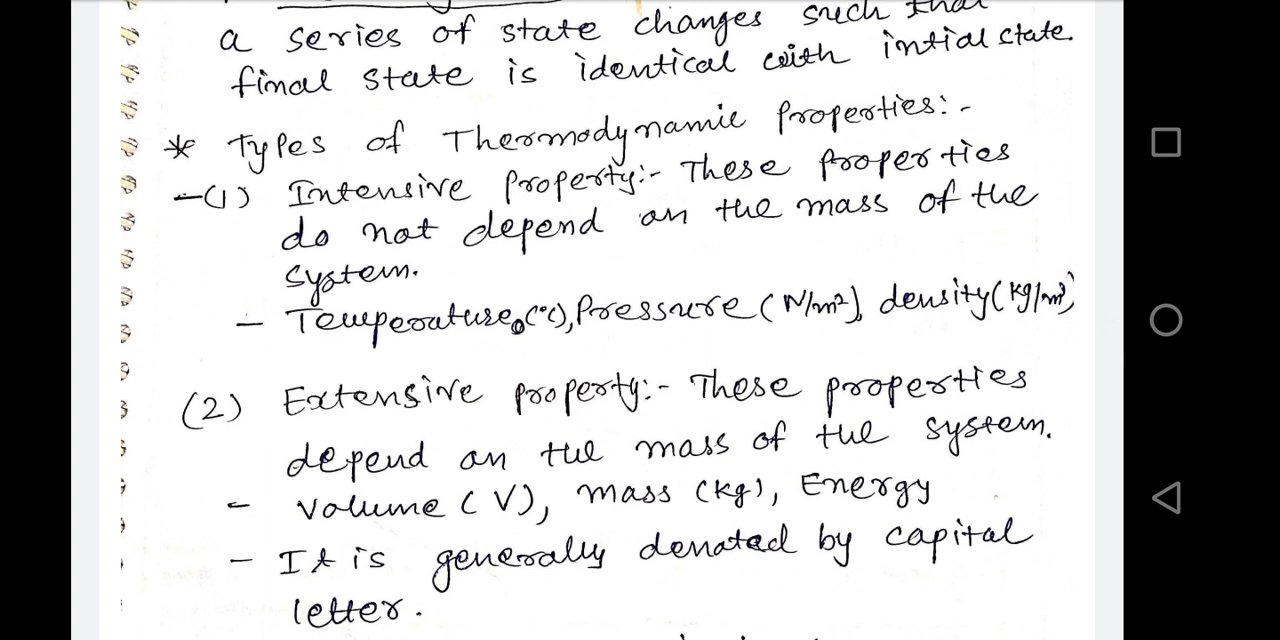 a series of state changes such that
final state is identical with intial state.
* Types of Thermodynamic Properties:-
-(1) Intensive Property:- These properties
do not depend on the mass of the
system.
- Temperature (°C), Pressure (N/m²), density (kg/m³)
(2) Extensive property:- These properties
depend on the mass of the system.
- Volume (V), mass (kg), Energy
- It is generally denoted by capital
letter.